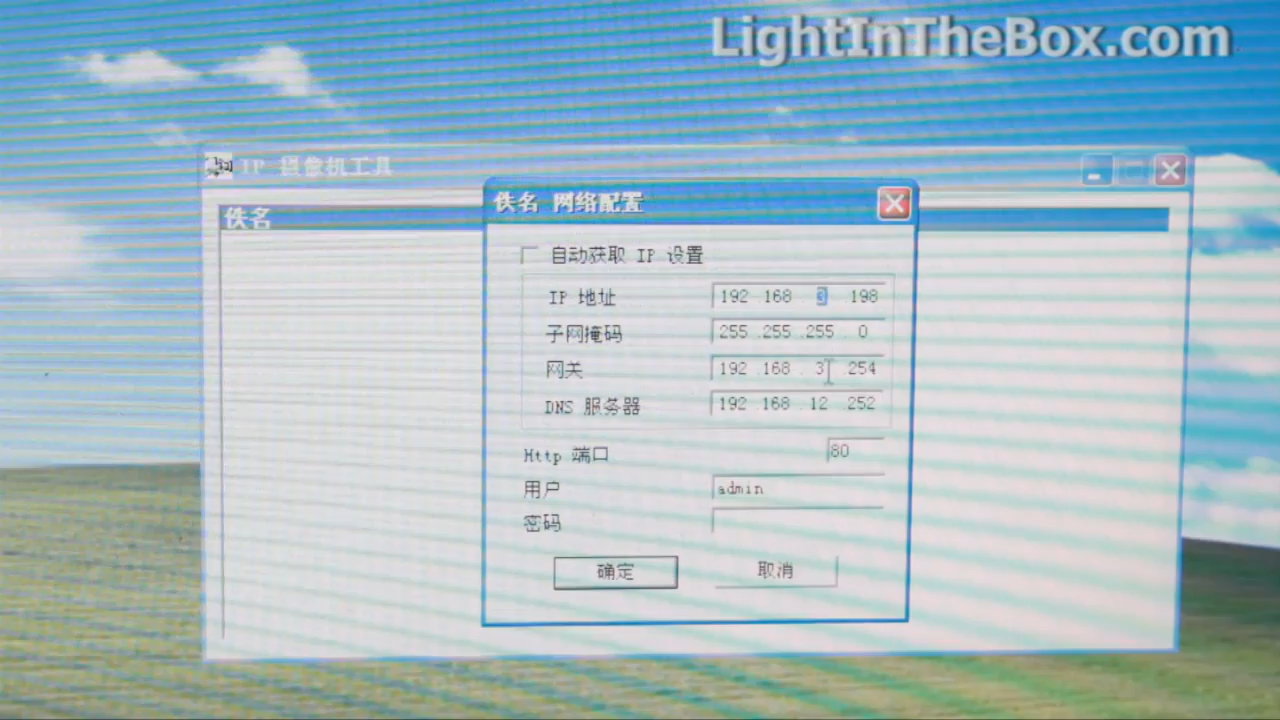 LightInTheBox.com
IP 摄像机工具
佚名
佚名 网络配置
自动获取 IP 设置
IP 地址 192 .168 . 3 .198
子网掩码 255 .255 .255 . 0
网关 192 .168 . 3 .254
DNS 服务器 192 .168 .12 .252
Http 端口 80
用户 admin
密码
确定 取消